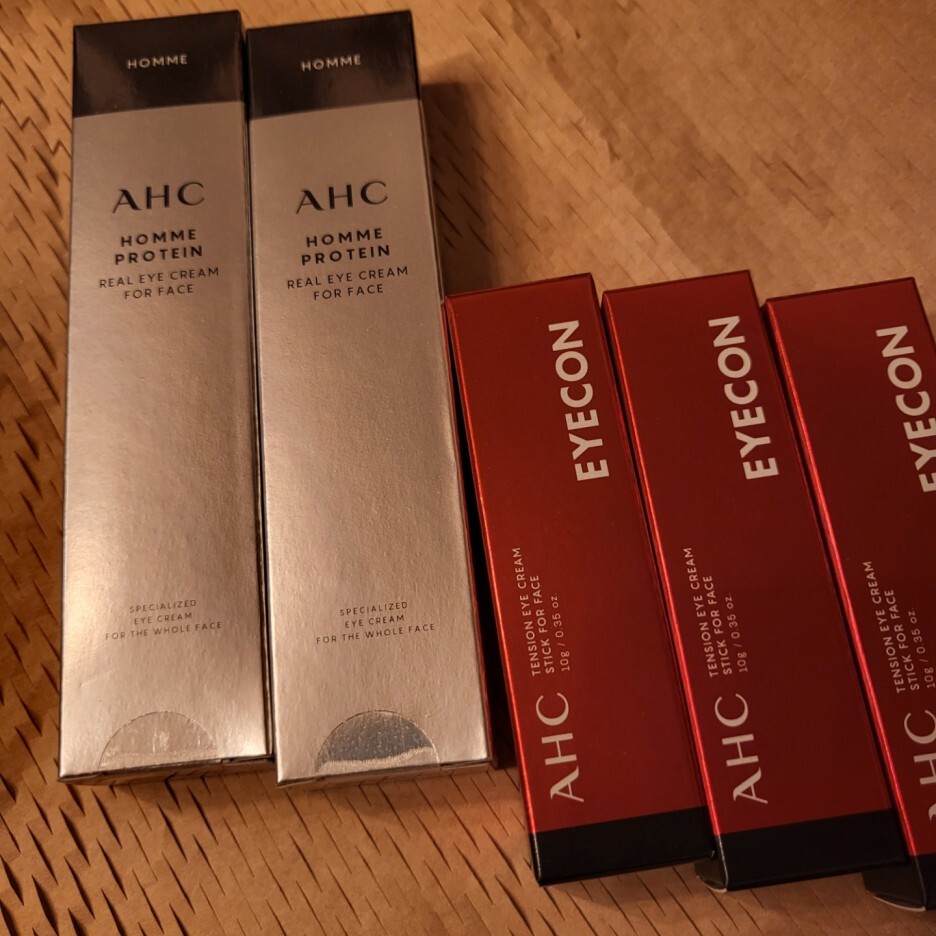 HOMME
AHC
HOMME
PROTEIN
REAL EYE CREAM
FOR FACE
SPECIALIZED
EYE CREAM
FOR THE WHOLE FACE
HOMME
AHC
HOMME
PROTEIN
REAL EYE CREAM
FOR FACE
SPECIALIZED
EYE CREAM
FOR THE WHOLE FACE
EYECON
TENSION EYE CREAM
STICK FOR FACE
10g / 0.35 oz
AHC
EYECON
TENSION EYE CREAM
STICK FOR FACE
10g / 0.35 oz
AHC
EYECON
TENSION EYE CREAM
STICK FOR FACE
10g / 0.35 oz
AHC